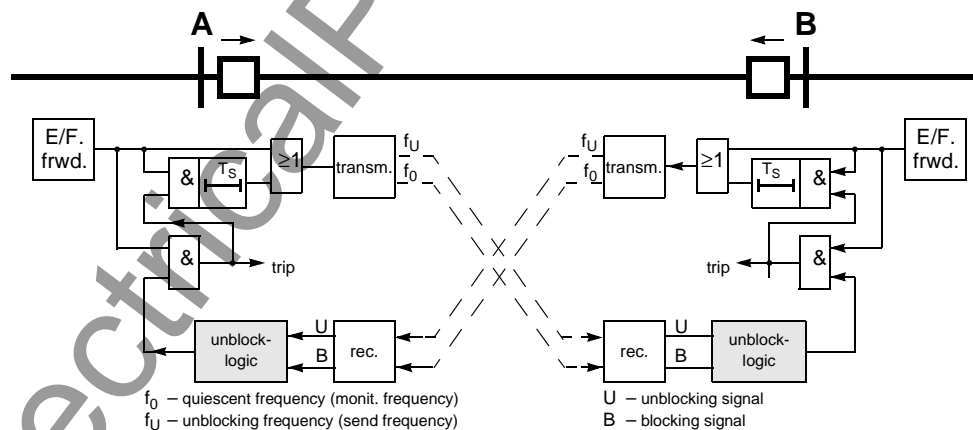 A
B
E/F.
frwd.
&
T_S
≥1
transm.
f_U
f_0
&
trip
unblock-
logic
U
B
rec.
f_U
f_0
transm.
≥1
T_S
&
E/F.
frwd.
trip
&
rec.
U
B
unblock-
logic
f_0 – quiescent frequency (monit. frequency)
f_U – unblocking frequency (send frequency)
U – unblocking signal
B – blocking signal
ectricalP